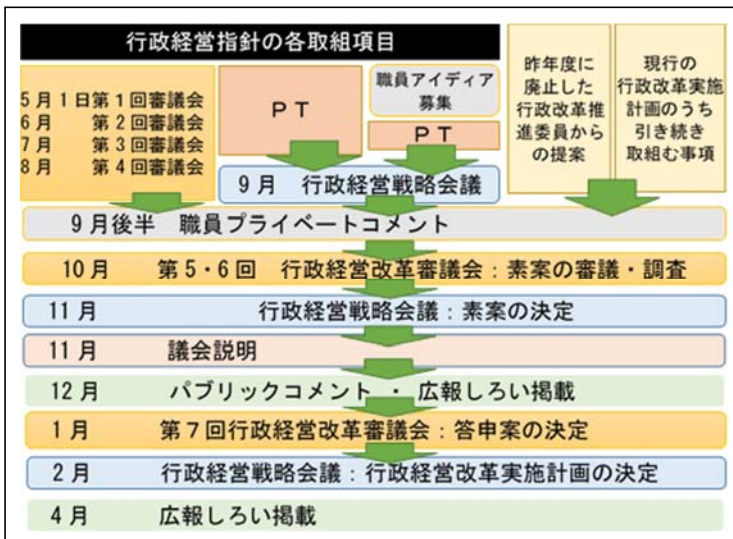 行政経営指針の各取組項目
5月1日第1回審議会
6月 第2回審議会
7月 第3回審議会
8月 第4回審議会
PT
職員アイディア
募集
PT
9月 行政経営戦略会議
昨年度に
廃止した
行政改革推
進委員から
の提案
現行の
行政改革実施
計画のうち
引き続き
取組む事項
9月後半 職員プライベートコメント
10月 第5・6回 行政経営改革審議会:素案の審議・調査
11月 行政経営戦略会議:素案の決定
11月 議会説明
12月 パブリックコメント ・ 広報しろい掲載
1月 第7回行政経営改革審議会:答申案の決定
2月 行政経営戦略会議:行政経営改革実施計画の決定
4月 広報しろい掲載